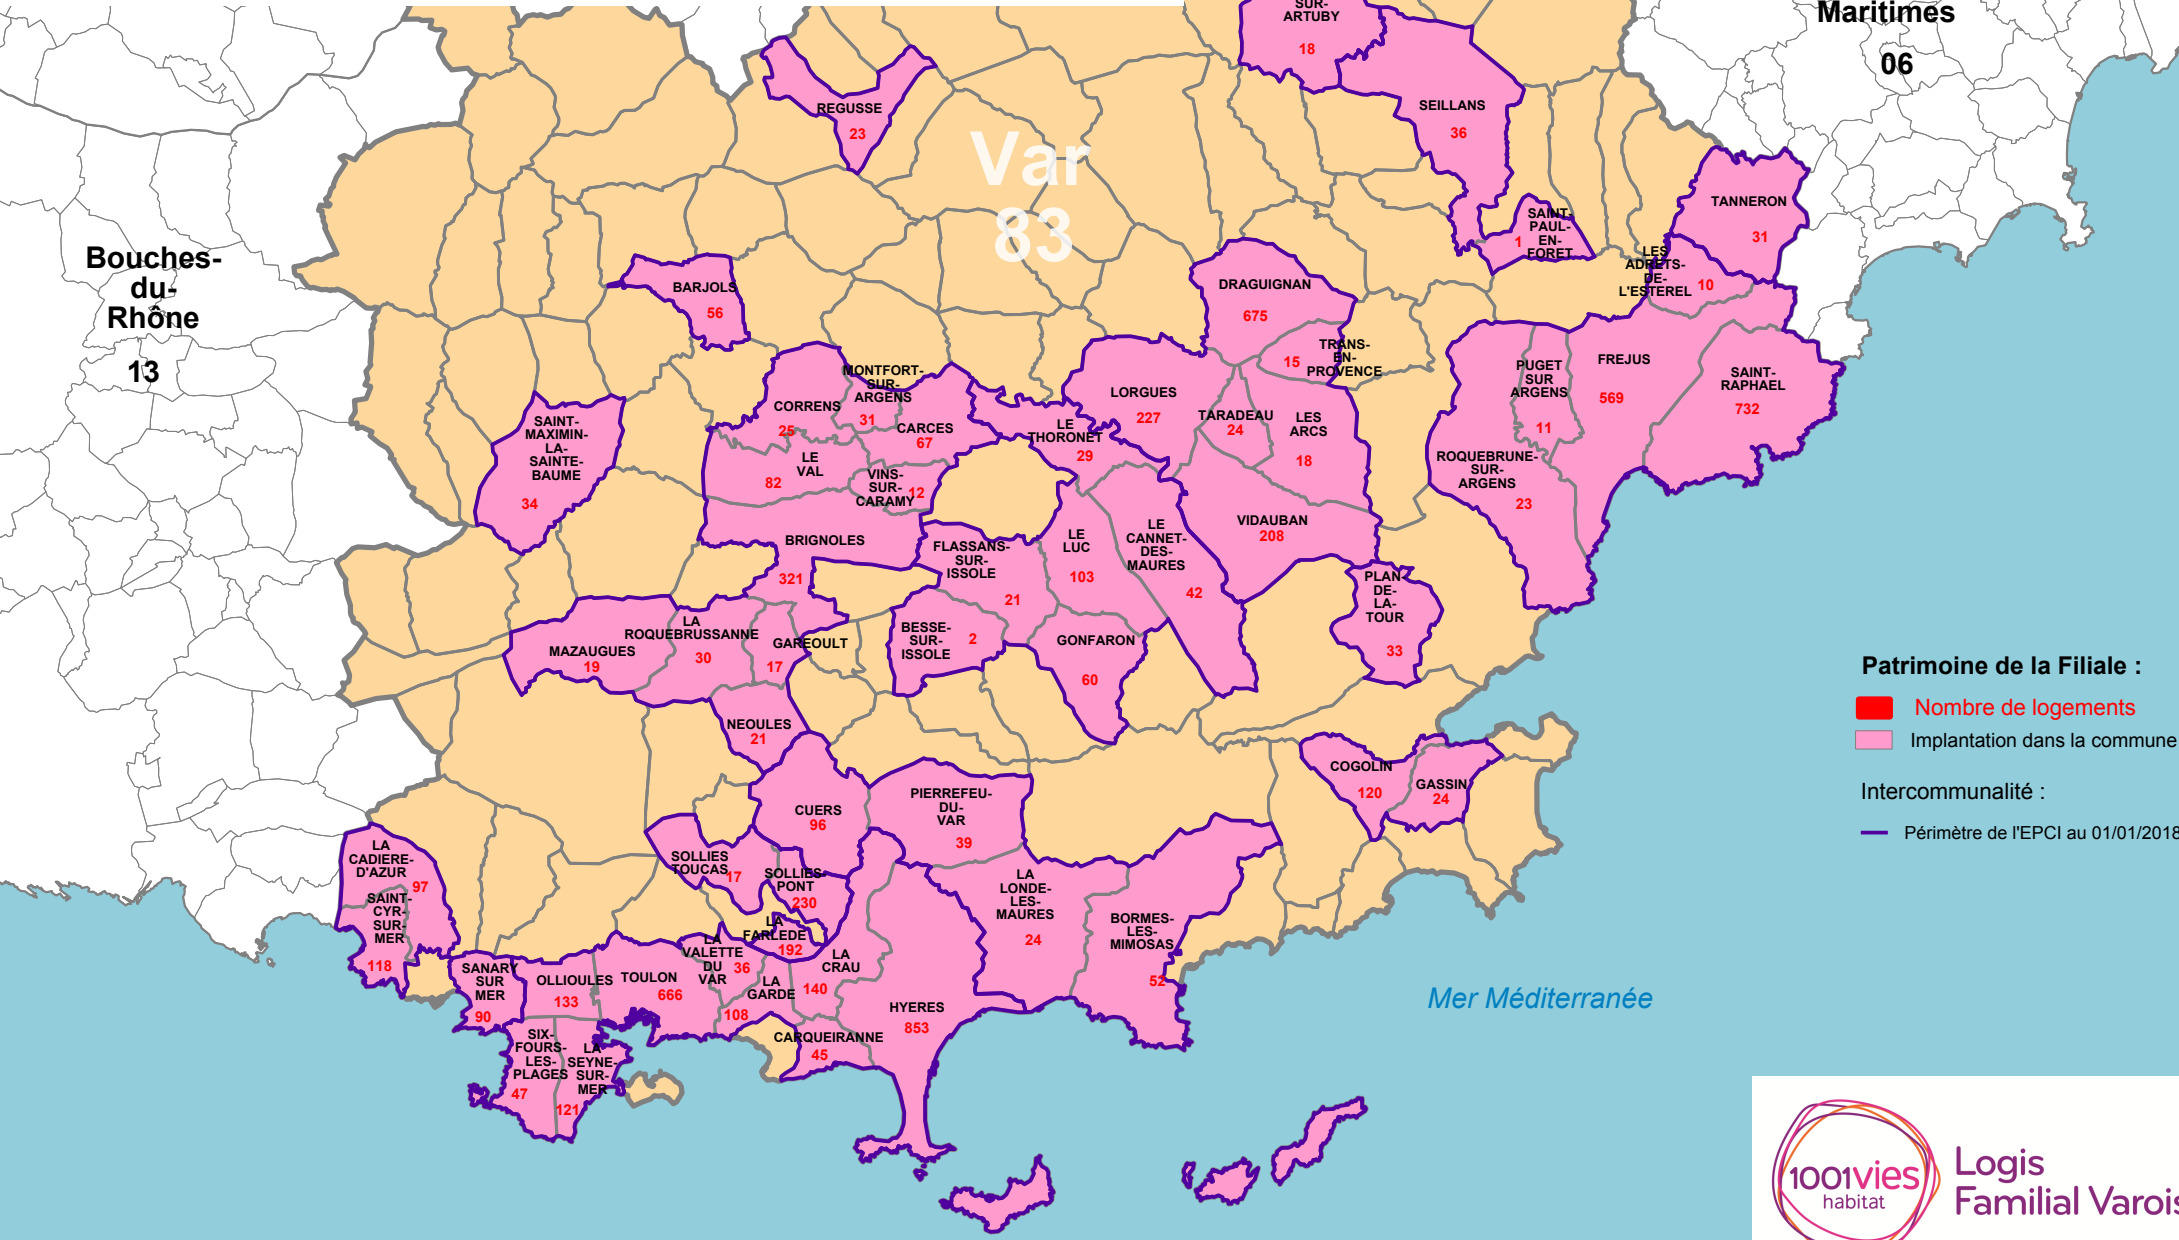 SUR-
ARTUBY
18
Maritimes
06
REGUSSE
23
SEILLANS
36
Var
83
TANNERON
31
SAINT-
PAUL-
EN-
FORET
1
Bouches-
du-
Rhône
13
LES
ADRETS-
DE-
L'ESTEREL
10
BARJOLS
56
DRAGUIGNAN
675
TRANS-
EN-
PROVENCE
15
MONTFORT-
SUR-
ARGENS
31
CORRENS
25
CARCES
67
LORGUES
227
TARADEAU
24
LES
ARCS
18
PUGET
SUR
ARGENS
11
FREJUS
569
SAINT-
RAPHAEL
732
SAINT-
MAXIMIN-
LA-
SAINTE-
BAUME
34
LE
THORONET
29
LE
VAL
82
VINS-
SUR-
CARAMY
12
ROQUEBRUNE-
SUR-
ARGENS
23
BRIGNOLES
321
FLASSANS-
SUR-
ISSOLE
21
LE
LUC
103
LE
CANNET-
DES-
MAURES
42
VIDAUBAN
208
PLAN-
DE-
LA-
TOUR
33
MAZAUGUES
19
LA
ROQUEBRUSSANNE
30
GAREOULT
17
BESSE-
SUR-
ISSOLE
2
GONFARON
60
NEOULES
21
Patrimoine de la Filiale :
Nombre de logements
Implantation dans la commune
Intercommunalité :
Périmètre de l'EPCI au 01/01/2018
COGOLIN
120
GASSIN
24
CUERS
96
PIERREFEU-
DU-
VAR
39
LA
CADIERE-
D'AZUR
97
SAINT-
CYR-
SUR-
MER
118
SOLLIES
TOUCAS
17
SOLLIES-
PONT
230
LA
FARLEDE
192
LA
LONDE-
LES-
MAURES
24
BORMES-
LES-
MIMOSAS
52
SANARY
SUR
MER
90
OLLIOULES
133
TOULON
666
LA
VALETTE
DU
VAR
36
LA
GARDE
108
LA
CRAU
140
HYERES
853
CARQUEIRANNE
45
SIX-
FOURS-
LES-
PLAGES
47
LA
SEYNE-
SUR-
MER
121
Mer Méditerranée
1001vies
habitat
Logis
Familial Varois